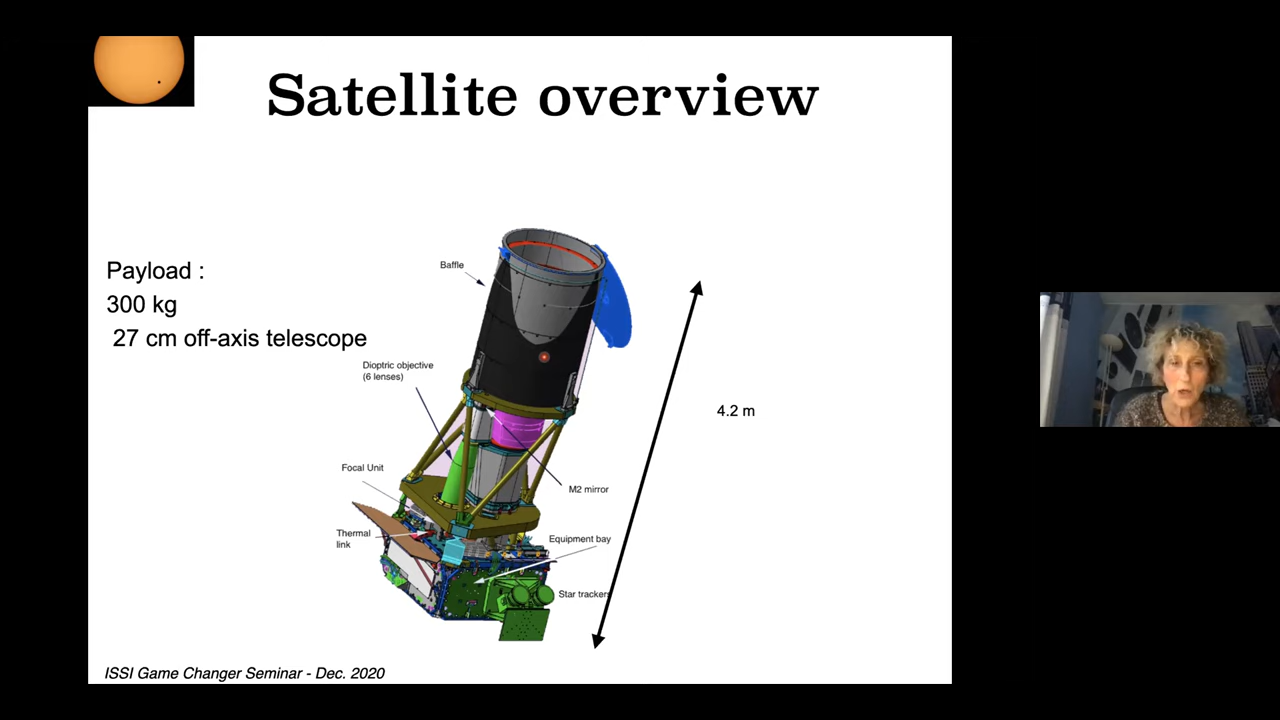 Satellite overview
Payload :
300 kg
27 cm off-axis telescope
Baffle
Dioptric objective
(6 lenses)
4.2 m
Focal Unit
M2 mirror
Thermal
link
Equipment bay
Star trackers
ISSI Game Changer Seminar - Dec. 2020